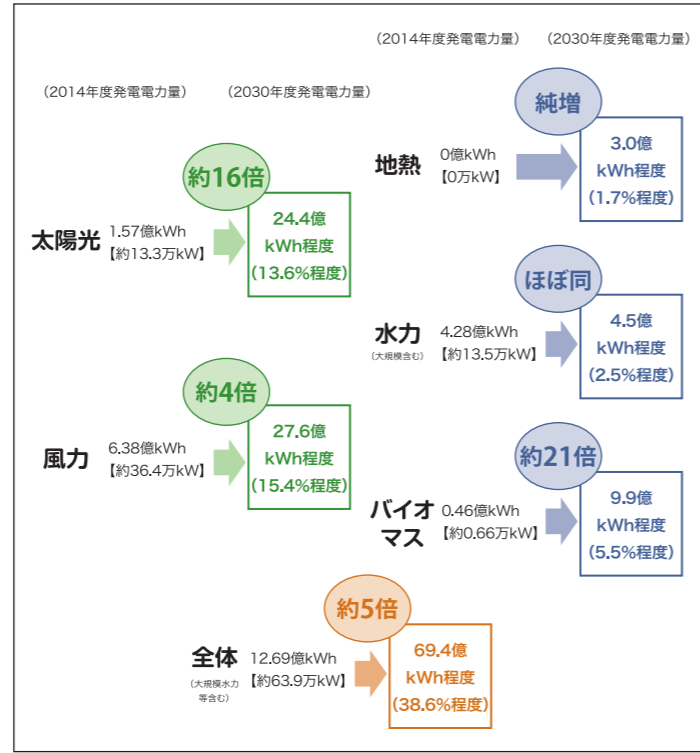 (2014年度発電電力量) (2030年度発電電力量)
約16倍
太陽光
1.57億kWh
【約13.3万kW】
24.4億
kWh程度
(13.6%程度)
約4倍
風力
6.38億kWh
【約36.4万kW】
27.6億
kWh程度
(15.4%程度)
(2014年度発電電力量) (2030年度発電電力量)
純増
地熱
0億kWh
【0万kW】
3.0億
kWh程度
(1.7%程度)
ほぼ同
水力
(大規模含む)
4.28億kWh
【約13.5万kW】
4.5億
kWh程度
(2.5%程度)
約21倍
バイオ
マス
0.46億kWh
【約0.66万kW】
9.9億
kWh程度
(5.5%程度)
約5倍
全体
(大規模水力
等含む)
12.69億kWh
【約63.9万kW】
69.4億
kWh程度
(38.6%程度)